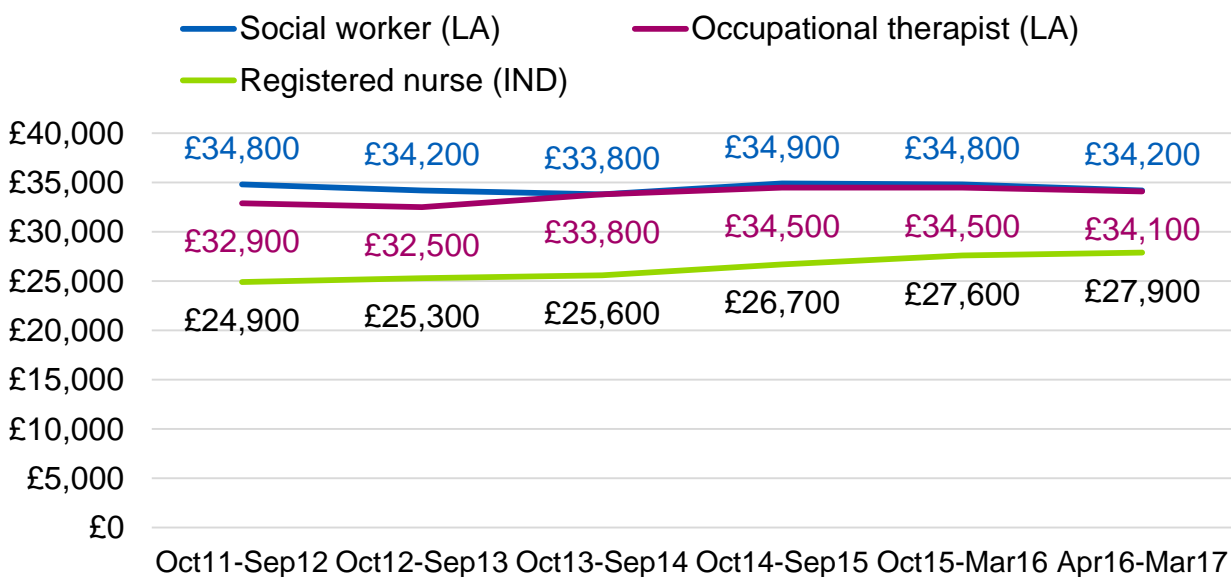 Social worker (LA) Occupational therapist (LA)
Registered nurse (IND)
£40,000
£34,800 £34,200 £33,800 £34,900 £34,800 £34,200
£35,000
£30,000
£32,900 £32,500 £33,800 £34,500 £34,500 £34,100
£25,000
£24,900 £25,300 £25,600 £26,700 £27,600 £27,900
£20,000
£15,000
£10,000
£5,000
£0
Oct11-Sep12 Oct12-Sep13 Oct13-Sep14 Oct14-Sep15 Oct15-Mar16 Apr16-Mar17